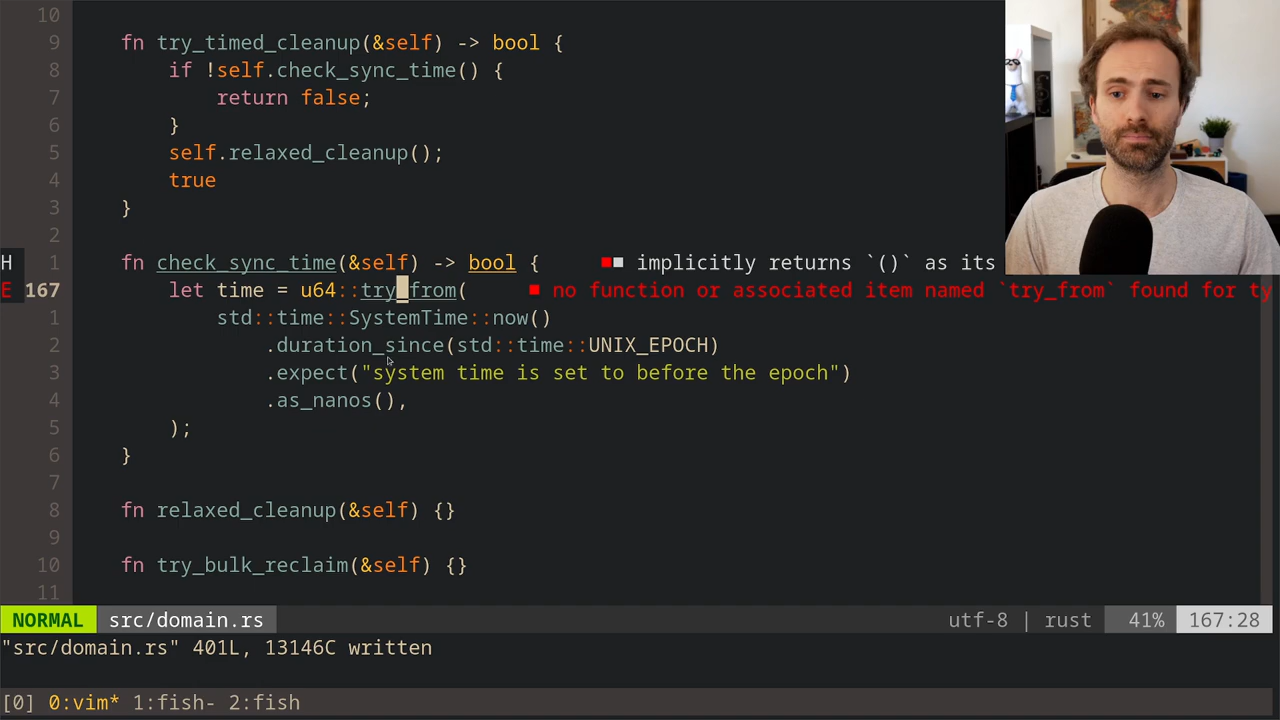 10
9 fn try_timed_cleanup(&self) -> bool {
8 if !self.check_sync_time() {
7 return false;
6 }
5 self.relaxed_cleanup();
4 true
3 }
2
H 1 fn check_sync_time(&self) -> bool { implicitly returns `()` as its
E 167 let time = u64::try_from( no function or associated item named `try_from` found for ty
1 std::time::SystemTime::now()
2 .duration_since(std::time::UNIX_EPOCH)
3 .expect("system time is set to before the epoch")
4 .as_nanos(),
5 );
6 }
7
8 fn relaxed_cleanup(&self) {}
9
10 fn try_bulk_reclaim(&self) {}
11
NORMAL src/domain.rs utf-8 | rust 41% 167:28
"src/domain.rs" 401L, 13146C written
[0] 0:vim* 1:fish- 2:fish